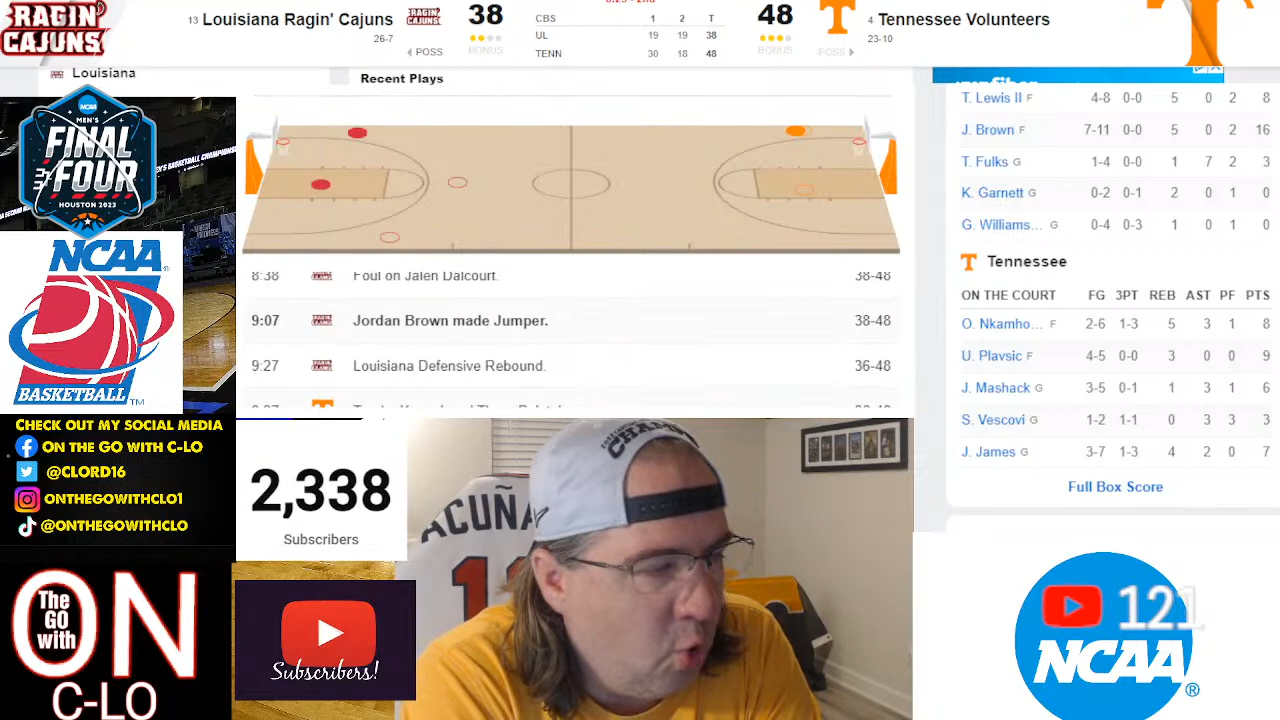 RAGIN'
CAJUNS
13 Louisiana Ragin' Cajuns
26-7
RAGIN'
CAJUNS
POSS
38
BONUS
CBS 1 2 T
UL 19 19 38
TENN 30 18 48
48
BONUS
POSS
4 Tennessee Volunteers
23-10
Louisiana
Recent Plays
8:38 Foul on Jalen Dalcourt. 38-48
9:07 Jordan Brown made Jumper. 38-48
9:27 Louisiana Defensive Rebound. 36-48
T. Lewis II F 4-8 0-0 5 0 2 8
J. Brown F 7-11 0-0 5 0 2 16
T. Fulks G 1-4 0-0 1 7 2 3
K. Garnett G 0-2 0-1 2 0 1 0
G. Williams... G 0-4 0-3 1 0 1 0
Tennessee
ON THE COURT FG 3PT REB AST PF PTS
O. Nkamho... F 2-6 1-3 5 3 1 8
U. Plavsic F 4-5 0-0 3 0 0 9
J. Mashack G 3-5 0-1 1 3 1 6
S. Vescovi G 1-2 1-1 0 3 3 3
J. James G 3-7 1-3 4 2 0 7
Full Box Score
NCAA
MEN'S
FINAL
FOUR
HOUSTON 2023
NCAA
BASKETBALL™
CHECK OUT MY SOCIAL MEDIA
ON THE GO WITH C-LO
@CLORD16
ONTHEGOWITHCLO1
@ONTHEGOWITHCLO
2,338
Subscribers
Subscribers!
The
GO
with
ON
C-LO
CHAMP
ACUÑA
121
NCAA®